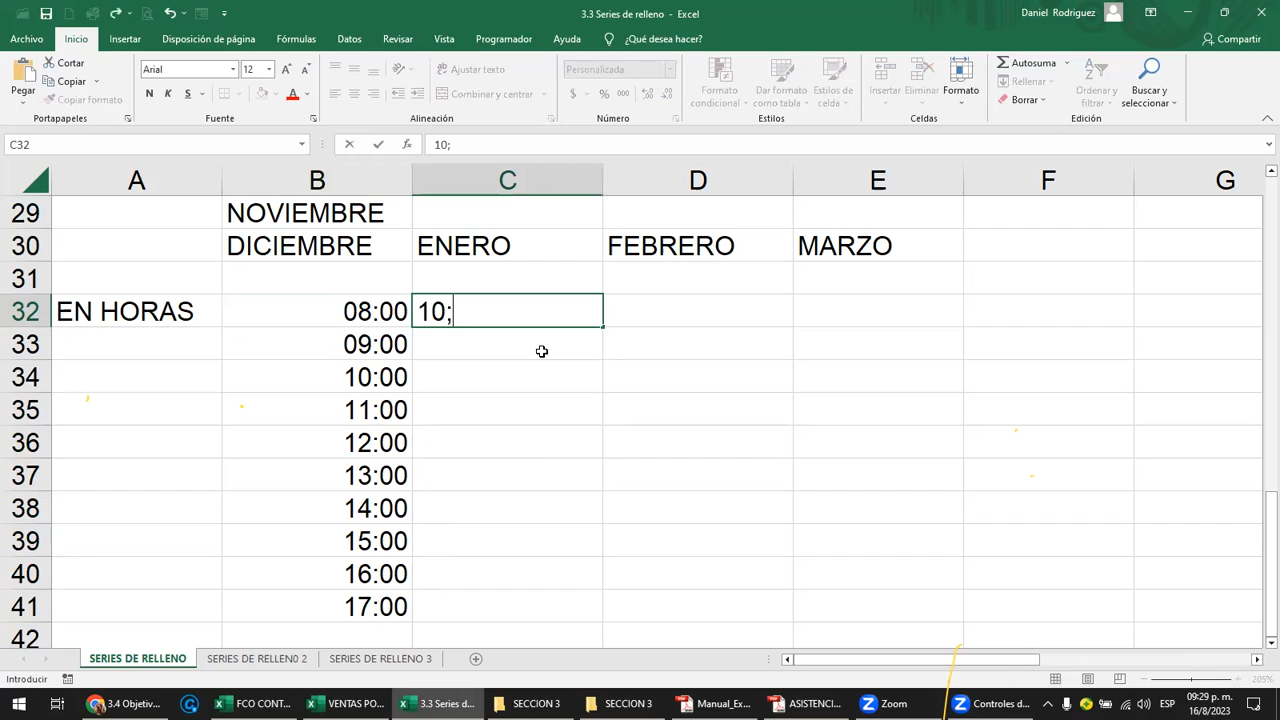 3.3 Series de relleno - Excel
Daniel Rodriguez
Archivo Inicio Insertar Disposición de página Fórmulas Datos Revisar Vista Programador Ayuda ¿Qué desea hacer? Compartir
Pegar
Cortar
Copiar
Copiar formato
Portapapeles
Arial 12
N K S
Fuente
Ajustar texto
Combinar y centrar
Alineación
Personalizada
$ % 000
Número
Formato condicional
Dar formato como tabla
Estilos de celda
Estilos
Insertar Eliminar Formato
Celdas
Autosuma
Rellenar
Borrar
Ordenar y filtrar
Buscar y seleccionar
Edición
C32 fx 10;
A B C D E F G
29 NOVIEMBRE
30 DICIEMBRE ENERO FEBRERO MARZO
31
32 EN HORAS 08:00 10;
33 09:00
34 10:00
35 11:00
36 12:00
37 13:00
38 14:00
39 15:00
40 16:00
41 17:00
42
SERIES DE RELLENO SERIES DE RELLEN0 2 SERIES DE RELLENO 3
Introducir 205%
3.4 Objetiv... FCCONT... VENTAS PO... 3.3 Series d... SECCION 3 SECCION 3 Manual_Ex... ASISTENCI... Zoom Controles d... ESP 09:29 p. m.
16/8/2023